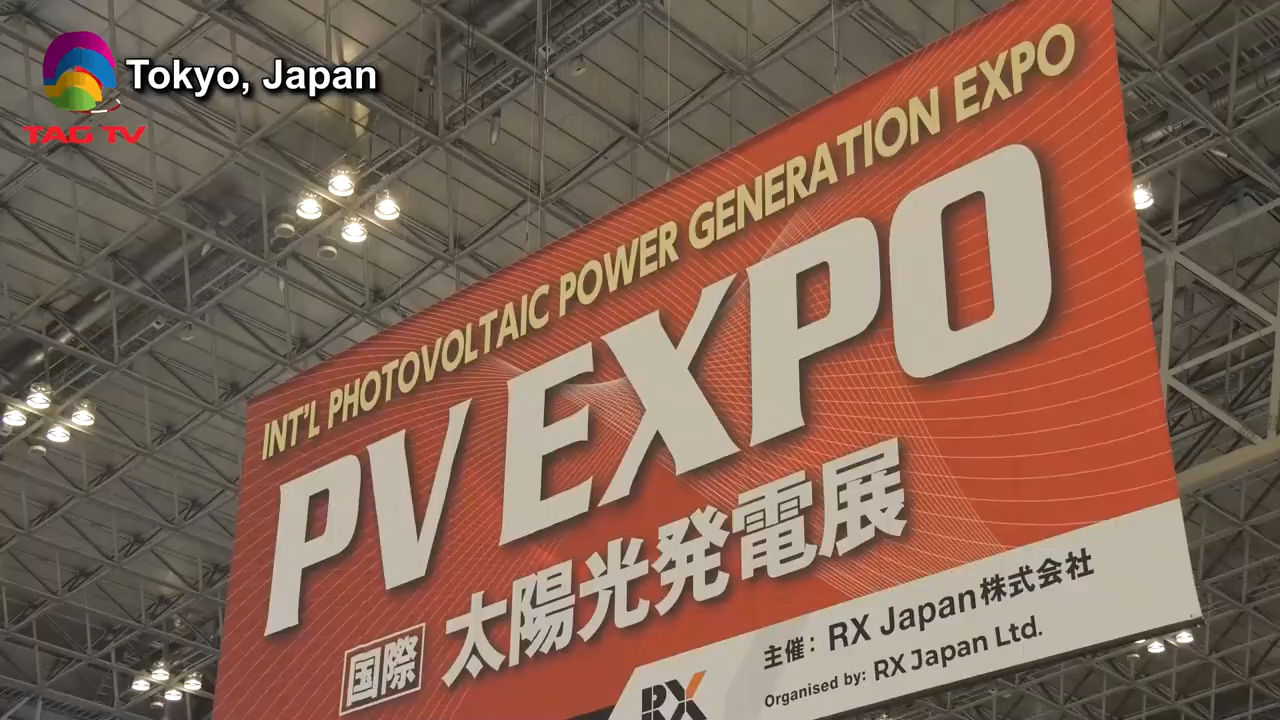 Tokyo, Japan
TAG TV
INT'L PHOTOVOLTAIC POWER GENERATION EXPO
PV EXPO
国際 太陽光発電展
主催: RX Japan株式会社
Organised by: RX Japan Ltd.
RX